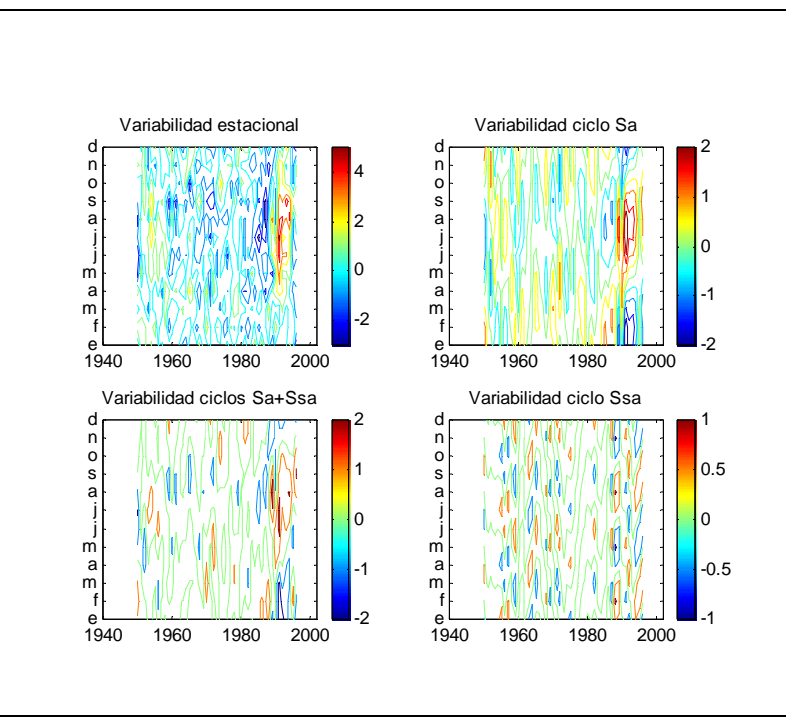 Variabilidad estacional
d
n
o
s
a
j
j
m
a
m
f
e
1940 1960 1980 2000
4
2
0
-2
Variabilidad ciclo Sa
d
n
o
s
a
j
j
m
a
m
f
e
1940 1960 1980 2000
2
1
0
-1
-2
Variabilidad ciclos Sa+Ssa
d
n
o
s
a
j
j
m
a
m
f
e
1940 1960 1980 2000
2
1
0
-1
-2
Variabilidad ciclo Ssa
d
n
o
s
a
j
j
m
a
m
f
e
1940 1960 1980 2000
1
0.5
0
-0.5
-1